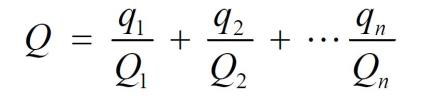 Q = q₁/Q₁ + q₂/Q₂ + ⋯ qₙ/Qₙ